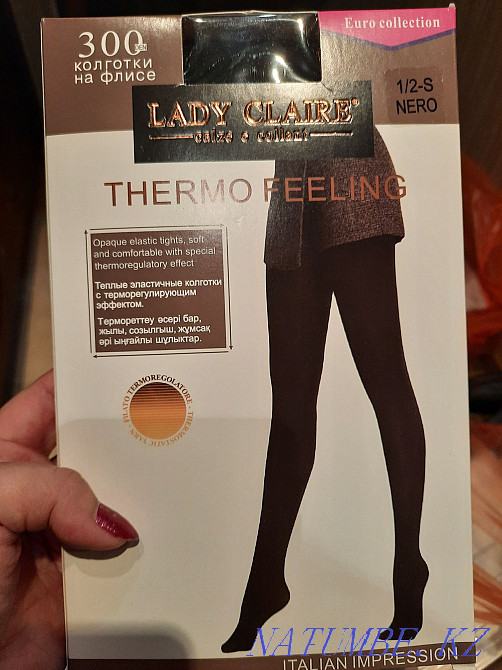 300 DEN
КОЛГОТКИ
НА ФЛИСЕ
Euro collection
1/2-S
NERO
LADY CLAIRE®
calze e collant
THERMO FEELING
Opaque elastic tights, soft
and comfortable with special
thermoregulatory effect
Теплые эластичные колготки
с терморегулирующим
эффектом.
Термореттеу әсері бар,
жылы, созылғыш, жұмсақ
әрі ыңғайлы шұлықтар.
FILATO TERMOREGOLATORE - THERMOSTATIC YARN -
ITALIAN IMPRESSION
NATUMBE.KZ